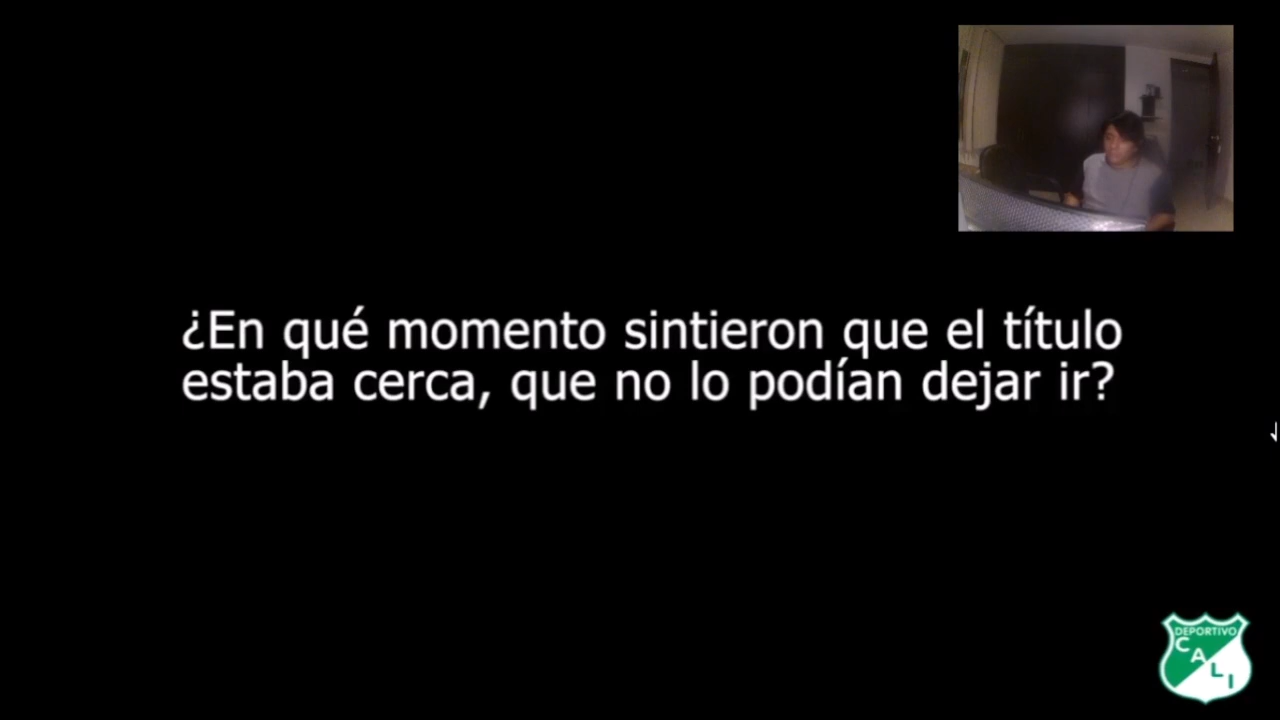 ¿En qué momento sintieron que el título
estaba cerca, que no lo podían dejar ir?
DEPORTIVO
CALI